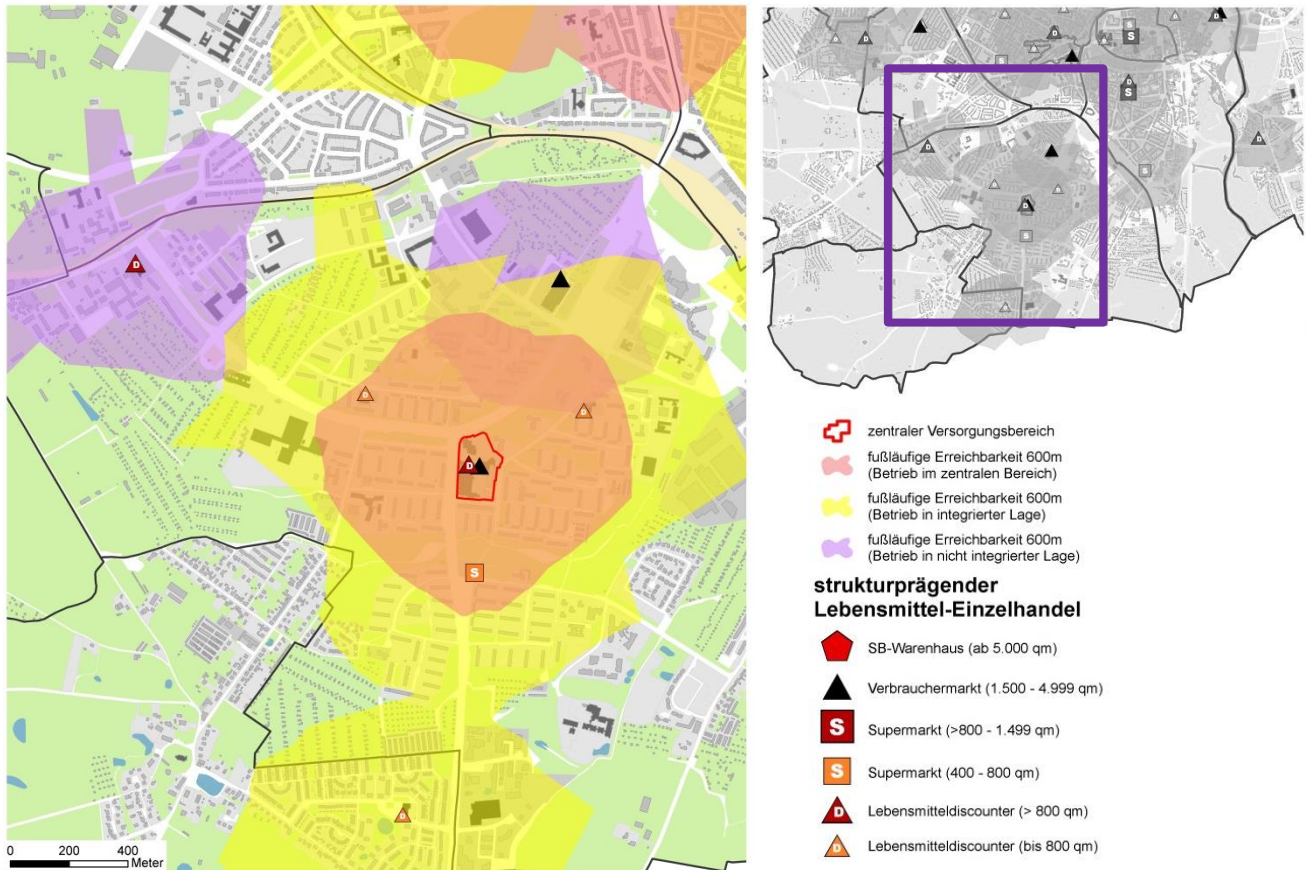 0 200 400
Meter
zentraler Versorgungsbereich
fußläufige Erreichbarkeit 600m
(Betrieb im zentralen Bereich)
fußläufige Erreichbarkeit 600m
(Betrieb in integrierter Lage)
fußläufige Erreichbarkeit 600m
(Betrieb in nicht integrierter Lage)
strukturprägender
Lebensmittel-Einzelhandel
SB-Warenhaus (ab 5.000 qm)
Verbrauchermarkt (1.500 - 4.999 qm)
S Supermarkt (>800 - 1.499 qm)
S Supermarkt (400 - 800 qm)
D Lebensmitteldiscounter (> 800 qm)
D Lebensmitteldiscounter (bis 800 qm)
D
D
D
D
S
D
S
D
S
D